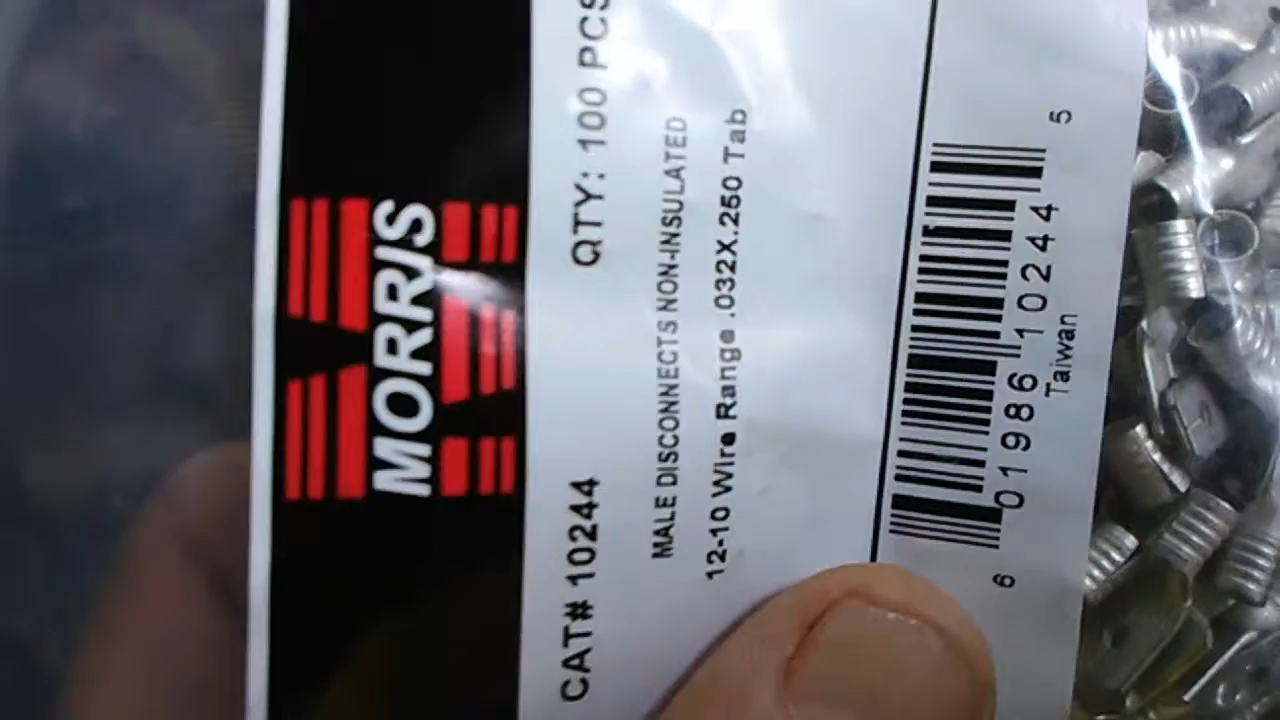 MORRIS
CAT# 10244 QTY: 100 PCS
MALE DISCONNECTS NON-INSULATED
12-10 Wire Range .032X.250 Tab
6 01986 10244 5
Taiwan